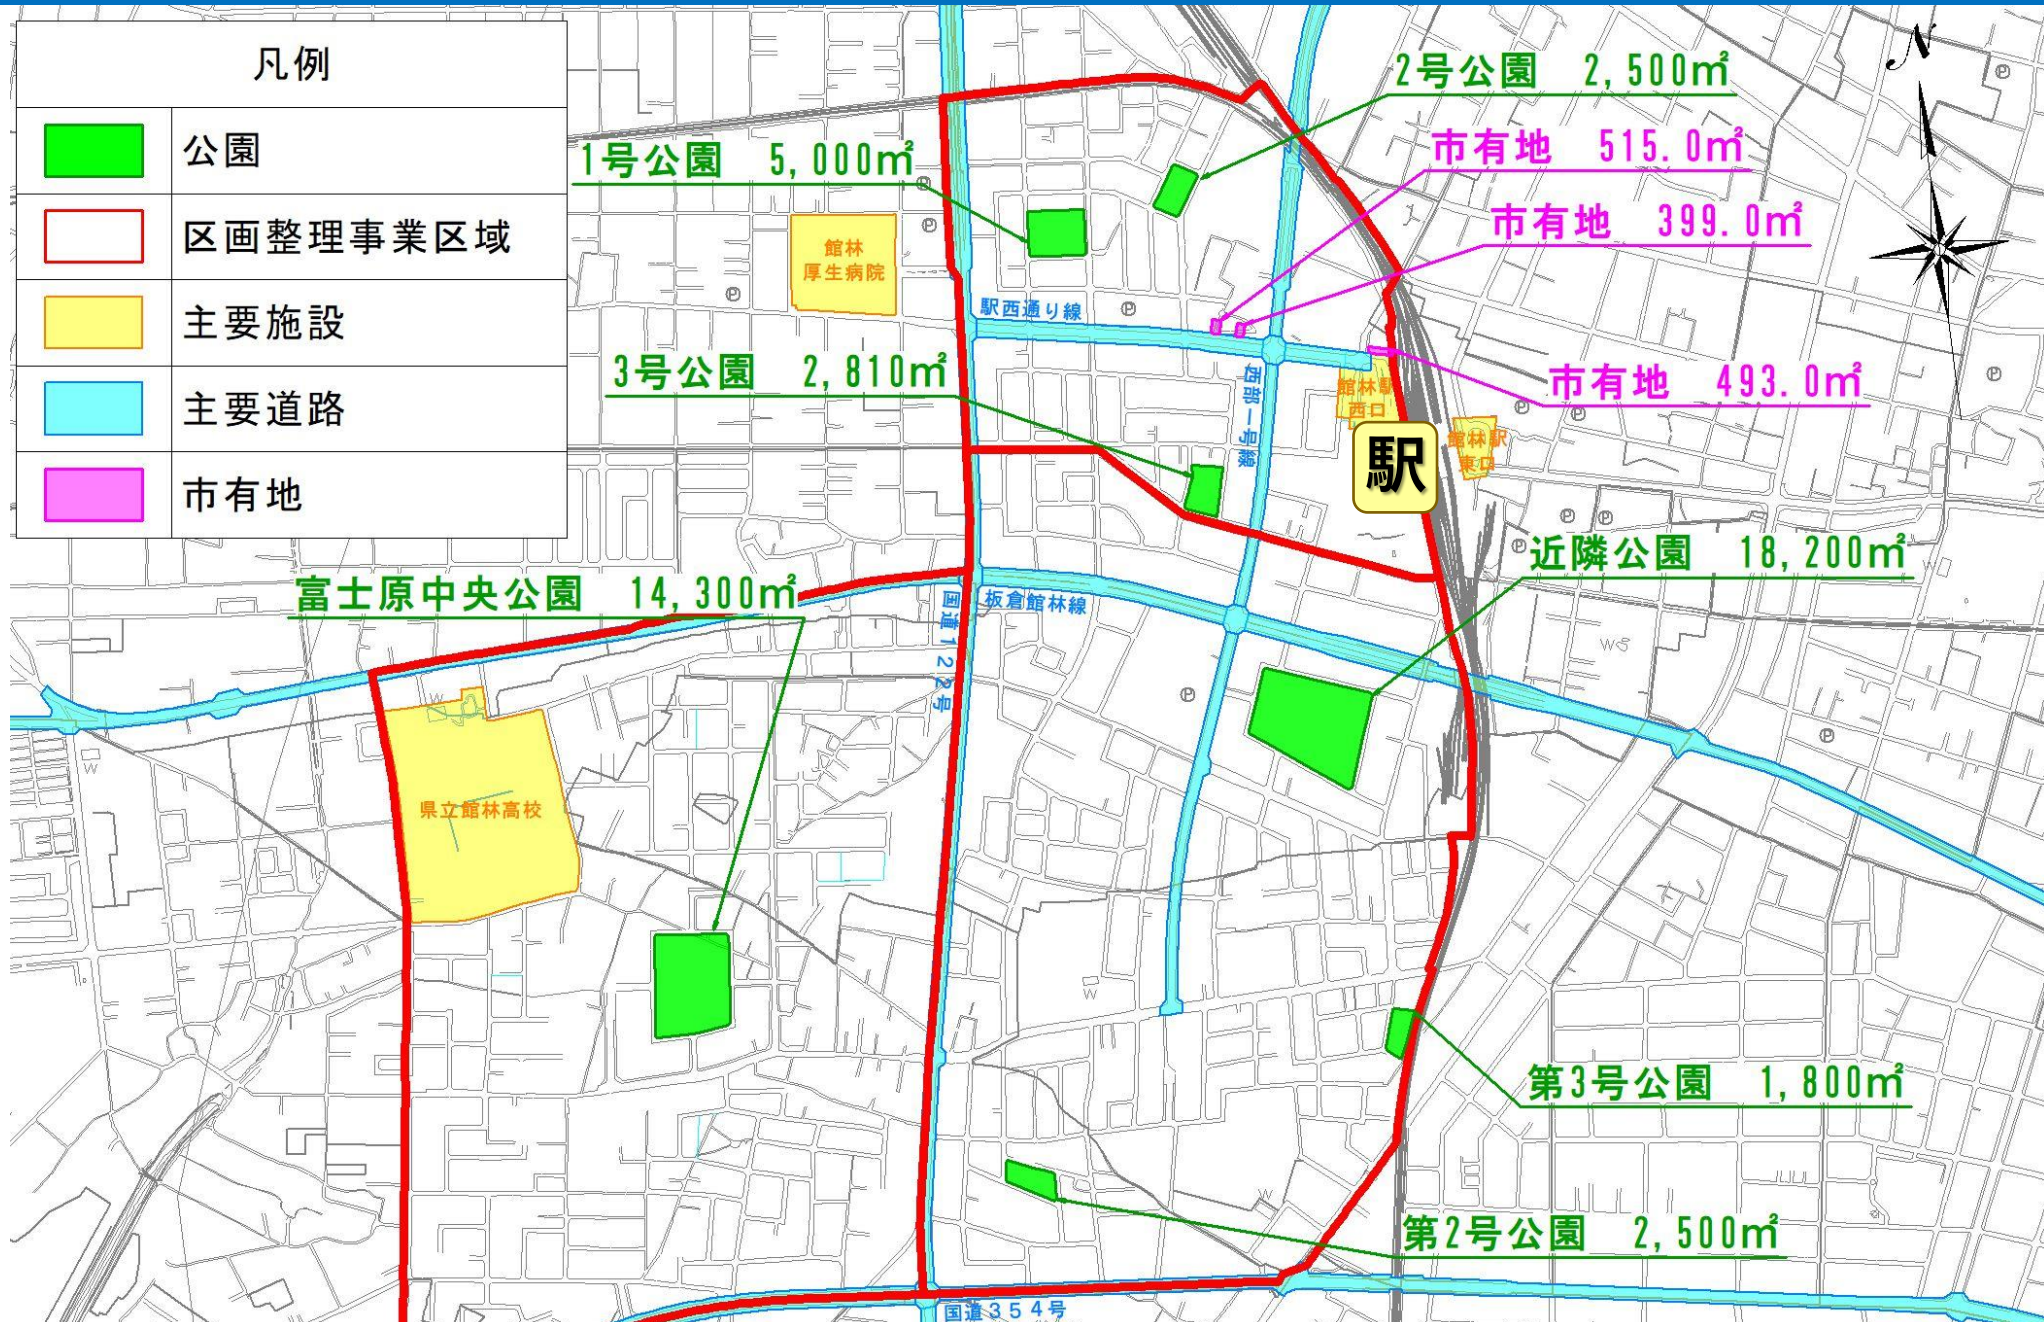 凡例
公園
区画整理事業区域
主要施設
主要道路
市有地
N
2号公園 2,500㎡
市有地 515.0㎡
1号公園 5,000㎡
市有地 399.0㎡
館林
厚生病院
駅西通り線
3号公園 2,810㎡
西部一号線
館林駅
西口
市有地 493.0㎡
館林駅
東口
駅
近隣公園 18,200㎡
富士原中央公園 14,300㎡
板倉館林線
国道122号
県立館林高校
第3号公園 1,800㎡
第2号公園 2,500㎡
国道354号